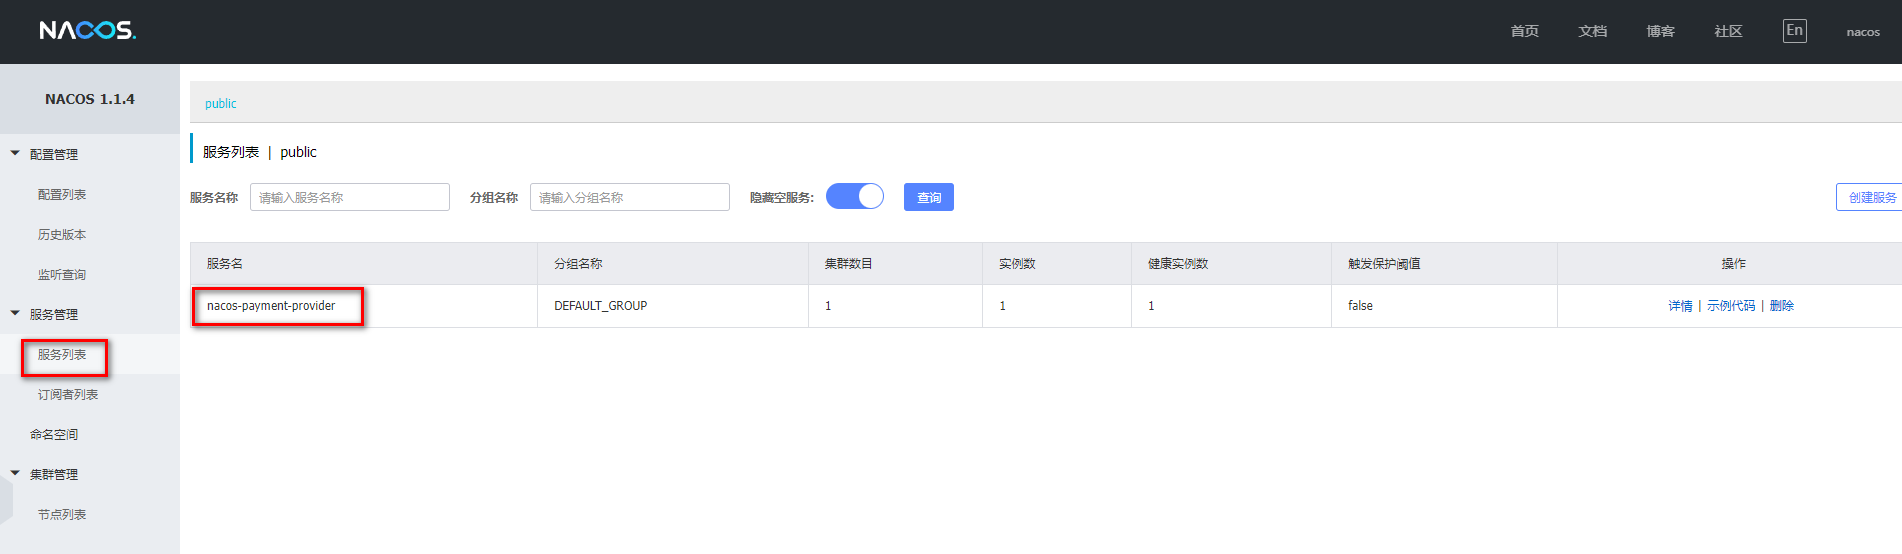 NACOS. 首页 文档 博客 社区 En nacos
NACOS 1.1.4
配置管理
配置列表
历史版本
监听查询
服务管理
服务列表
订阅者列表
命名空间
集群管理
节点列表
public
服务列表 | public
服务名称 请输入服务名称 分组名称 请输入分组名称 隐藏空服务: 查询 创建服务
服务名 分组名称 集群数目 实例数 健康实例数 触发保护阈值 操作
nacos-payment-provider DEFAULT_GROUP 1 1 1 false 详情 | 示例代码 | 删除